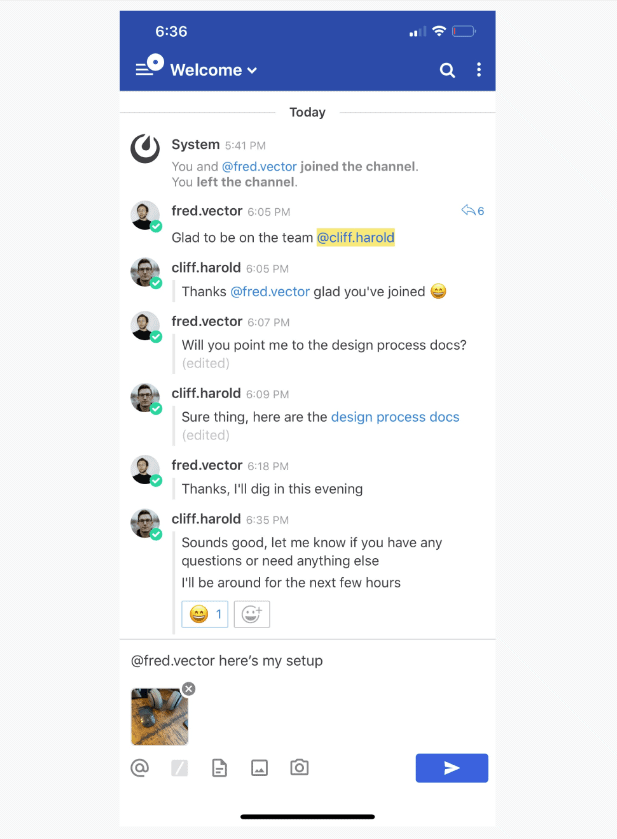 6:36
Welcome
Today
System 5:41 PM
You and @fred.vector joined the channel.
You left the channel.
fred.vector 6:05 PM
6
Glad to be on the team @cliff.harold
cliff.harold 6:05 PM
Thanks @fred.vector glad you've joined 😄
fred.vector 6:07 PM
Will you point me to the design process docs?
(edited)
cliff.harold 6:09 PM
Sure thing, here are the design process docs
(edited)
fred.vector 6:18 PM
Thanks, I'll dig in this evening
cliff.harold 6:35 PM
Sounds good, let me know if you have any
questions or need anything else
I'll be around for the next few hours
😄 1
@fred.vector here’s my setup